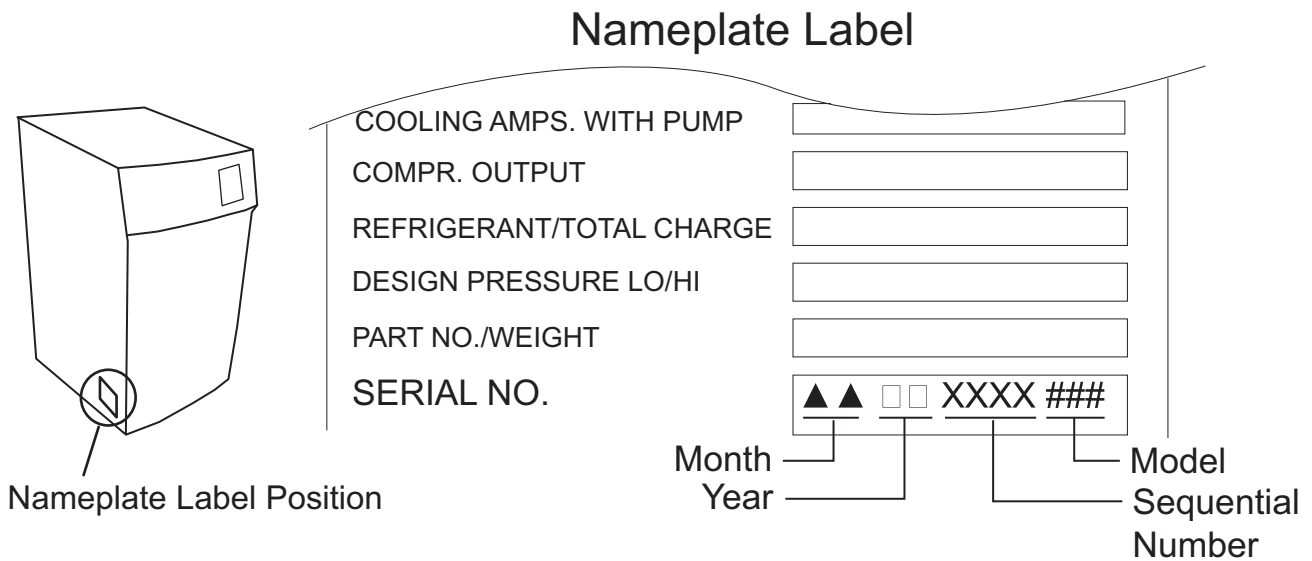 Nameplate Label
COOLING AMPS. WITH PUMP
COMPR. OUTPUT
REFRIGERANT/TOTAL CHARGE
DESIGN PRESSURE LO/HI
PART NO./WEIGHT
SERIAL NO. ▲▲ □□ XXXX ###
Month
Year
Model
Sequential
Number
Nameplate Label Position